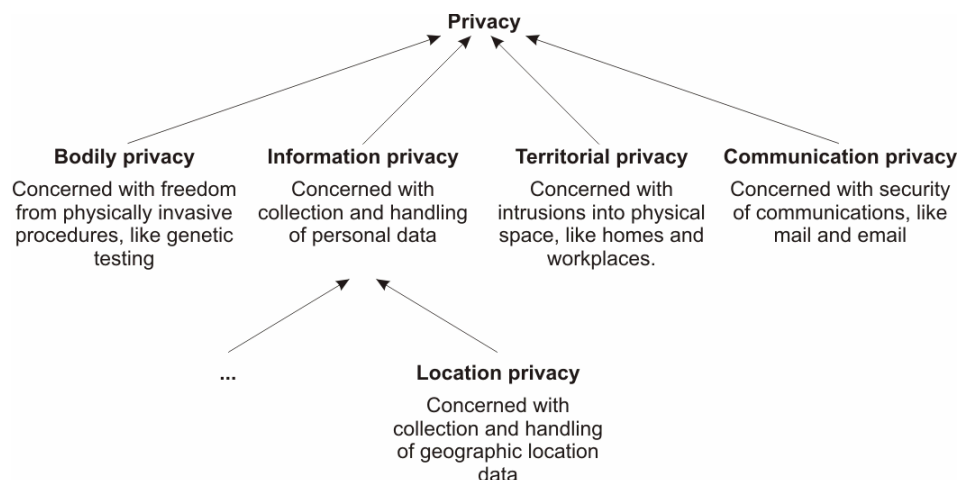 Privacy
Bodily privacy
Concerned with freedom
from physically invasive
procedures, like genetic
testing
Information privacy
Concerned with
collection and handling
of personal data
Territorial privacy
Concerned with
intrusions into physical
space, like homes and
workplaces.
Communication privacy
Concerned with security
of communications, like
mail and email
...
Location privacy
Concerned with
collection and handling
of geographic location
data